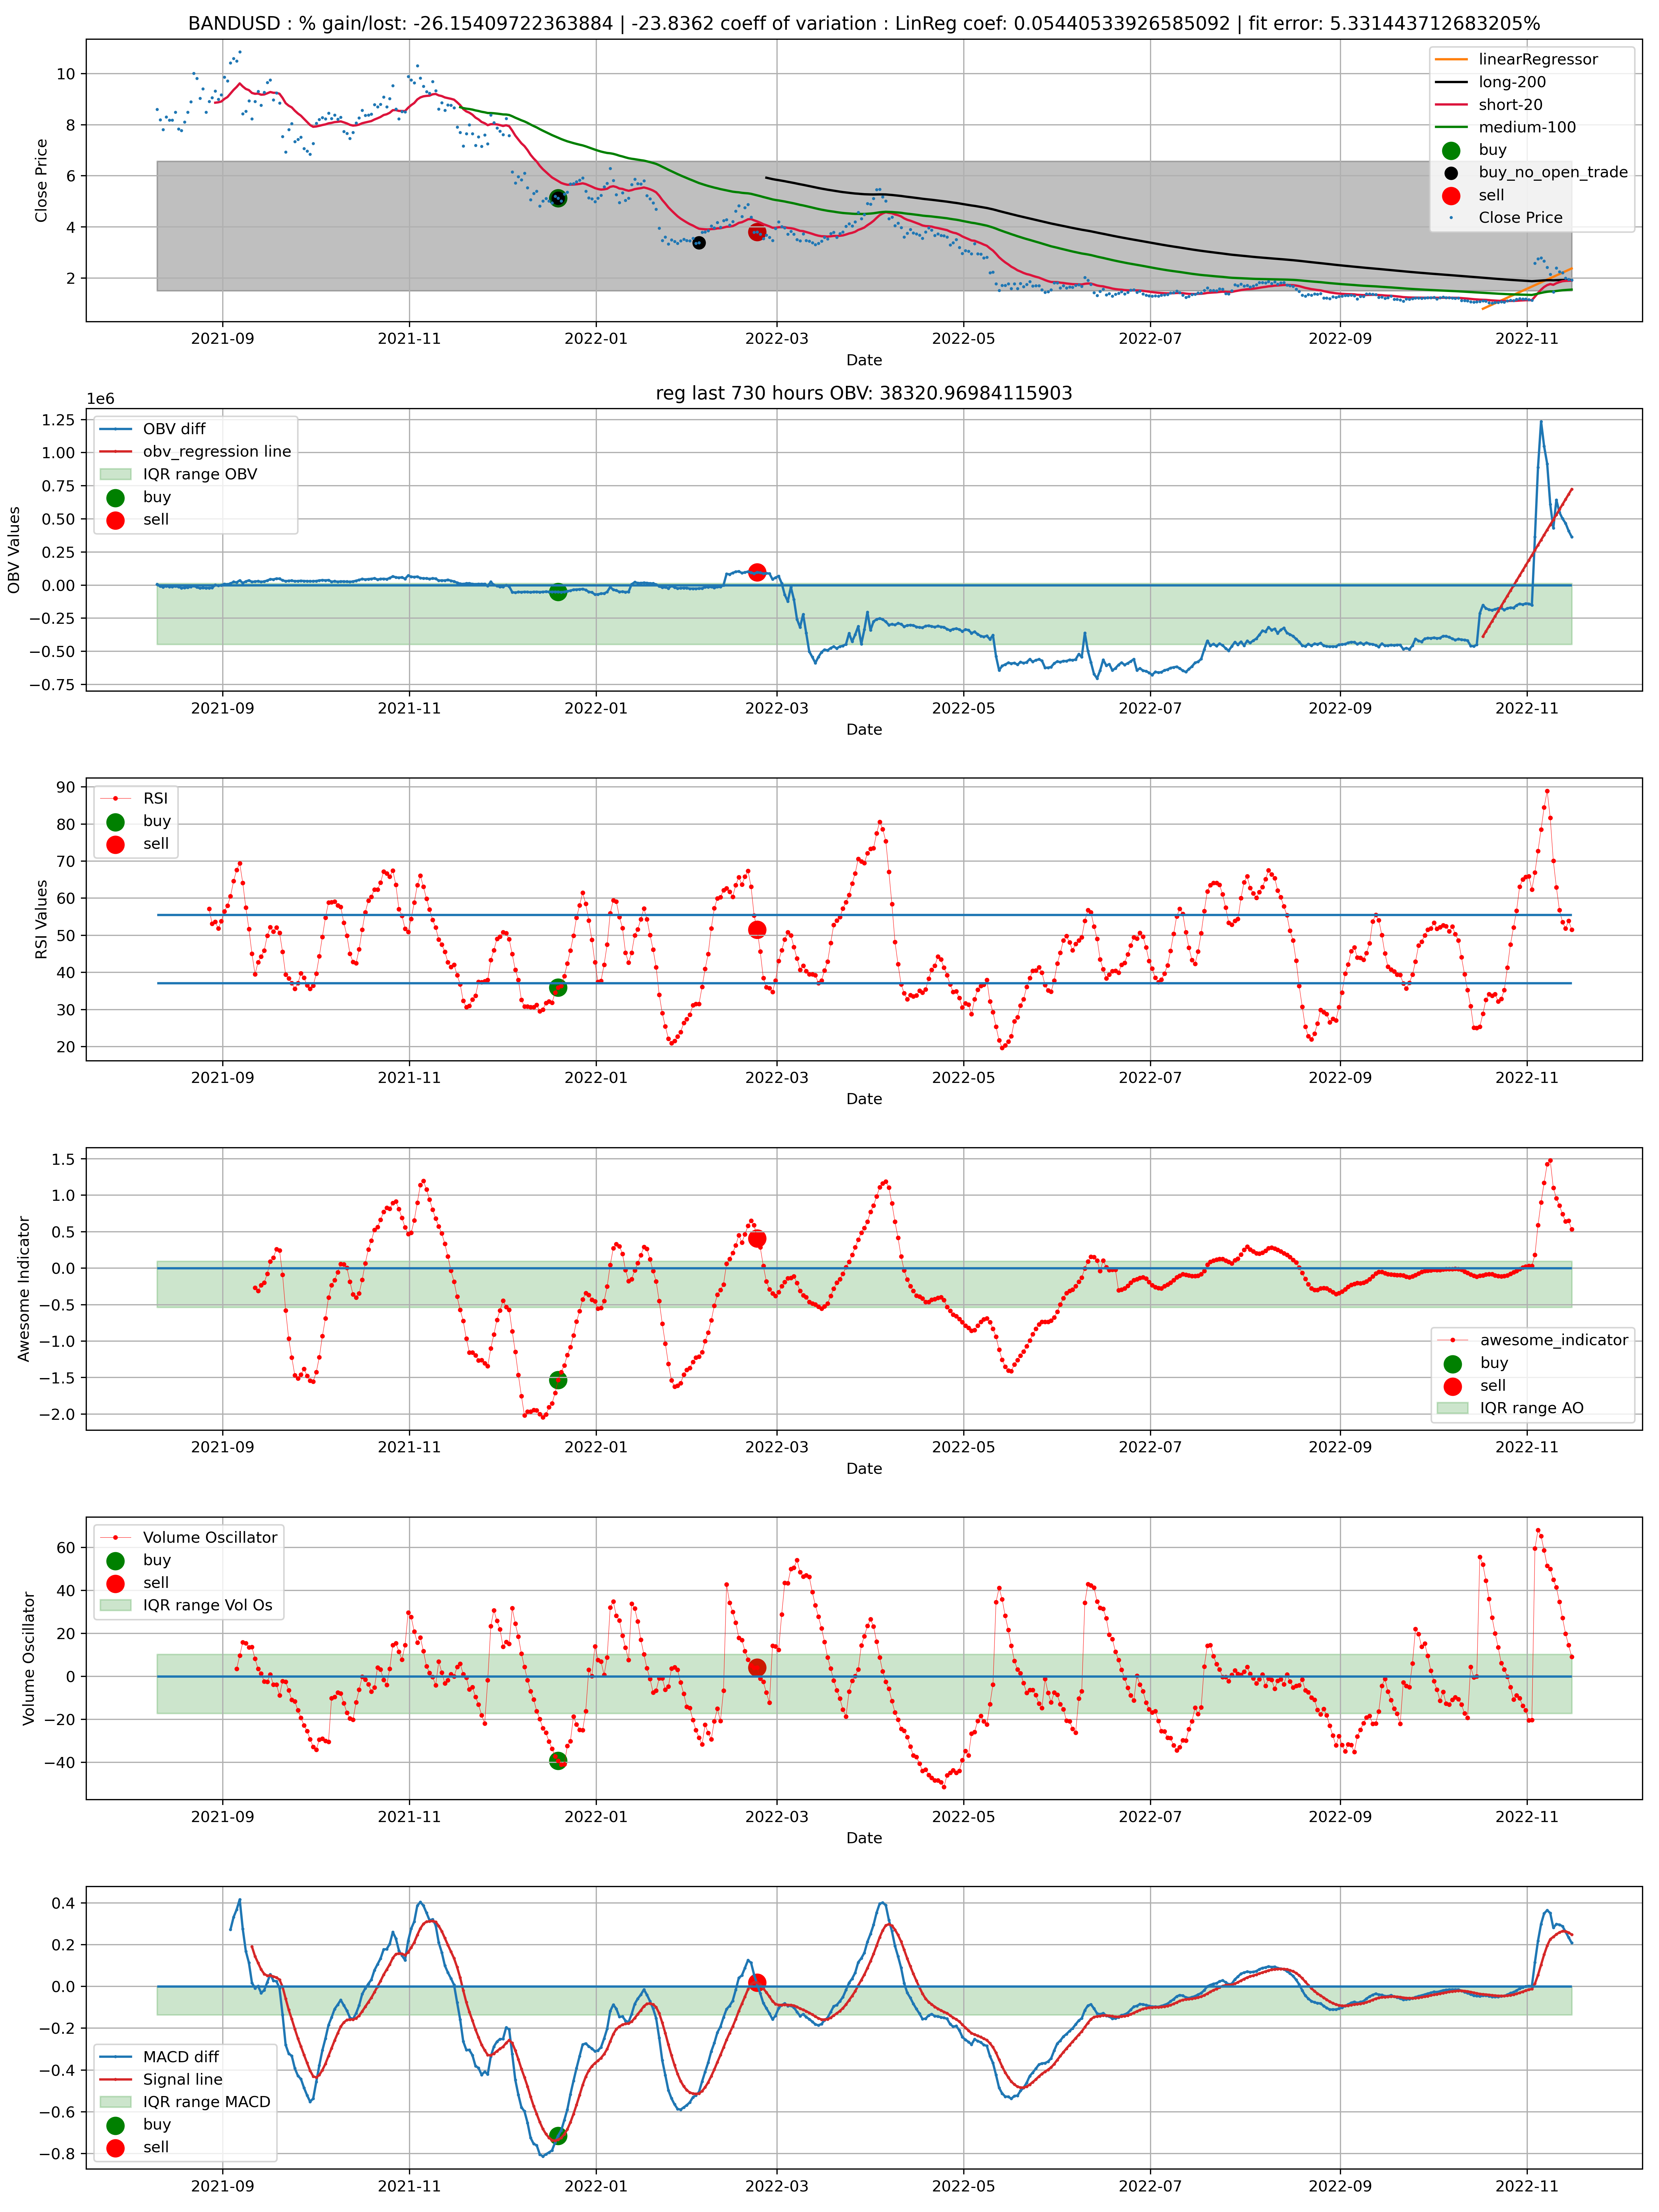 BANDUSD : % gain/lost: -26.15409722363884 | -23.8362 coeff of variation : LinReg coef: 0.05440533926585092 | fit error: 5.331443712683205%
Close Price
10
8
6
4
2
linearRegressor
long-200
short-20
medium-100
buy
buy_no_open_trade
sell
Close Price
2021-09 2021-11 2022-01 2022-03 2022-05 2022-07 2022-09 2022-11
Date
reg last 730 hours OBV: 38320.96984115903
1e6
OBV Values
1.25
1.00
0.75
0.50
0.25
0.00
−0.25
−0.50
−0.75
OBV diff
obv_regression line
IQR range OBV
buy
sell
2021-09 2021-11 2022-01 2022-03 2022-05 2022-07 2022-09 2022-11
Date
RSI Values
90
80
70
60
50
40
30
20
RSI
buy
sell
2021-09 2021-11 2022-01 2022-03 2022-05 2022-07 2022-09 2022-11
Date
Awesome Indicator
1.5
1.0
0.5
0.0
−0.5
−1.0
−1.5
−2.0
awesome_indicator
buy
sell
IQR range AO
2021-09 2021-11 2022-01 2022-03 2022-05 2022-07 2022-09 2022-11
Date
Volume Oscillator
60
40
20
0
−20
−40
Volume Oscillator
buy
sell
IQR range Vol Os
2021-09 2021-11 2022-01 2022-03 2022-05 2022-07 2022-09 2022-11
Date
0.4
0.2
0.0
−0.2
−0.4
−0.6
−0.8
MACD diff
Signal line
IQR range MACD
buy
sell
2021-09 2021-11 2022-01 2022-03 2022-05 2022-07 2022-09 2022-11